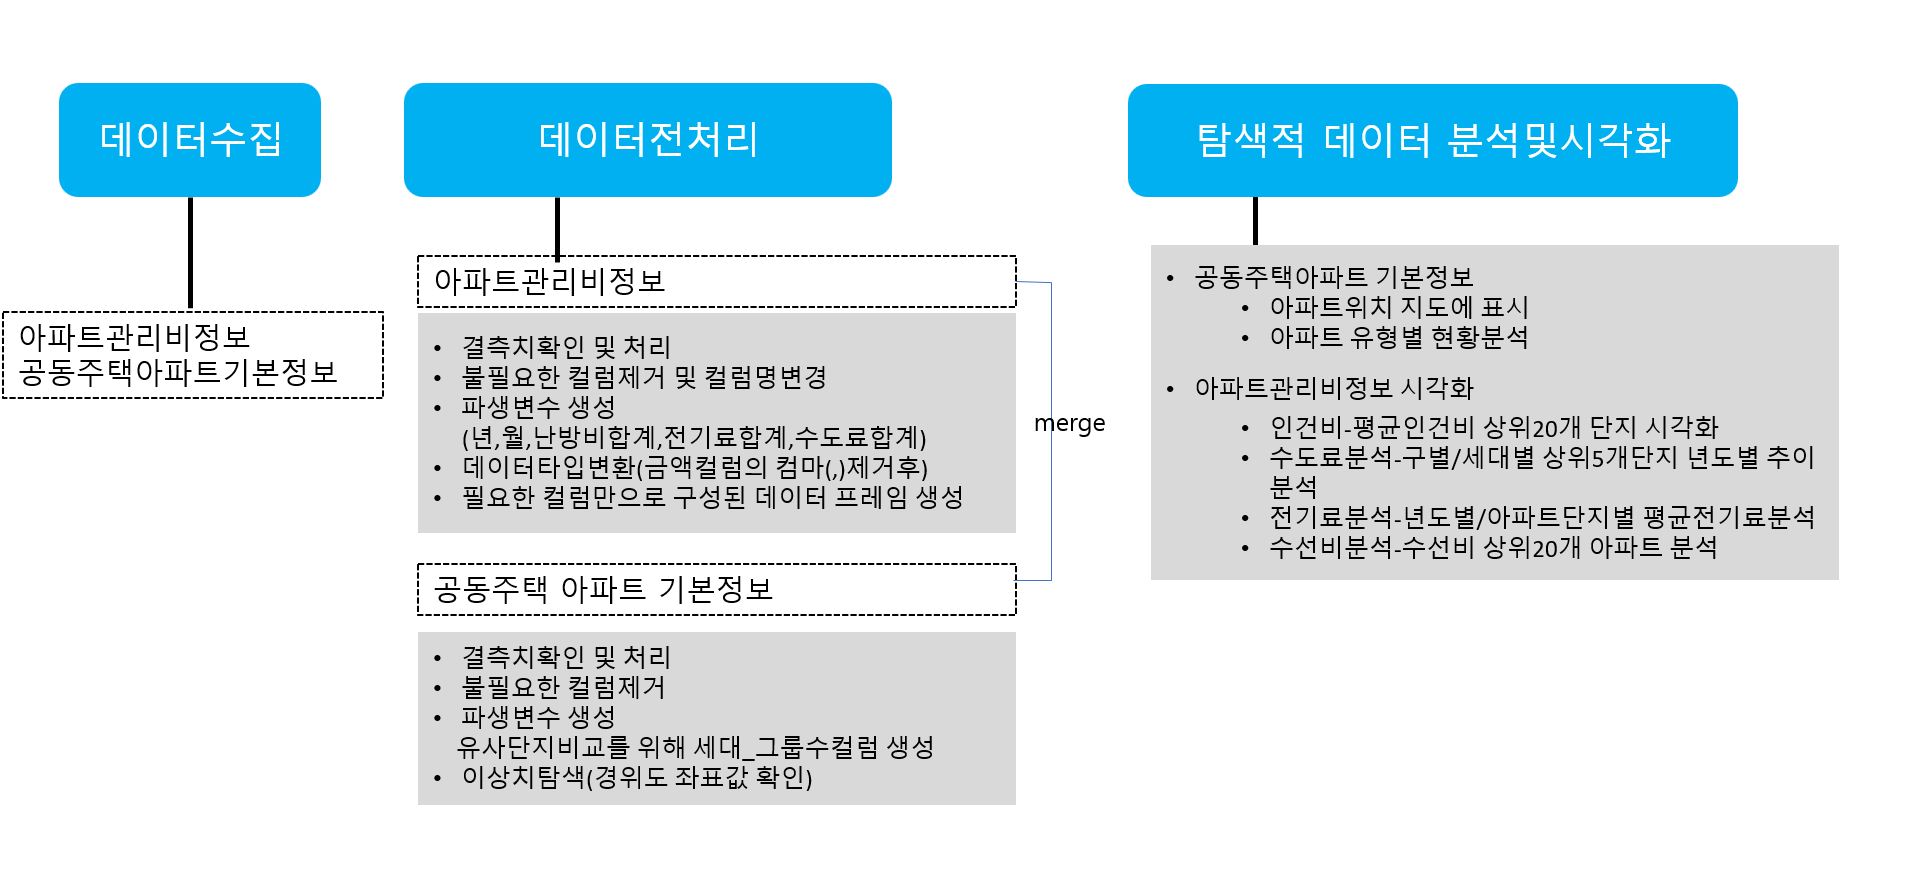 데이터수집
아파트관리비정보
공동주택아파트기본정보
데이터전처리
아파트관리비정보
• 결측치확인 및 처리
• 불필요한 컬럼제거 및 컬럼명변경
• 파생변수 생성
(년,월,난방비합계,전기료합계,수도료합계)
• 데이터타입변환(금액컬럼의 컴마(,)제거후)
• 필요한 컬럼만으로 구성된 데이터 프레임 생성
공동주택 아파트 기본정보
• 결측치확인 및 처리
• 불필요한 컬럼제거
• 파생변수 생성
유사단지비교를 위해 세대_그룹수컬럼 생성
• 이상치탐색(경위도 좌표값 확인)
merge
탐색적 데이터 분석및시각화
• 공동주택아파트 기본정보
• 아파트위치 지도에 표시
• 아파트 유형별 현황분석
• 아파트관리비정보 시각화
• 인건비-평균인건비 상위20개 단지 시각화
• 수도료분석-구별/세대별 상위5개단지 년도별 추이
분석
• 전기료분석-년도별/아파트단지별 평균전기료분석
• 수선비분석-수선비 상위20개 아파트 분석